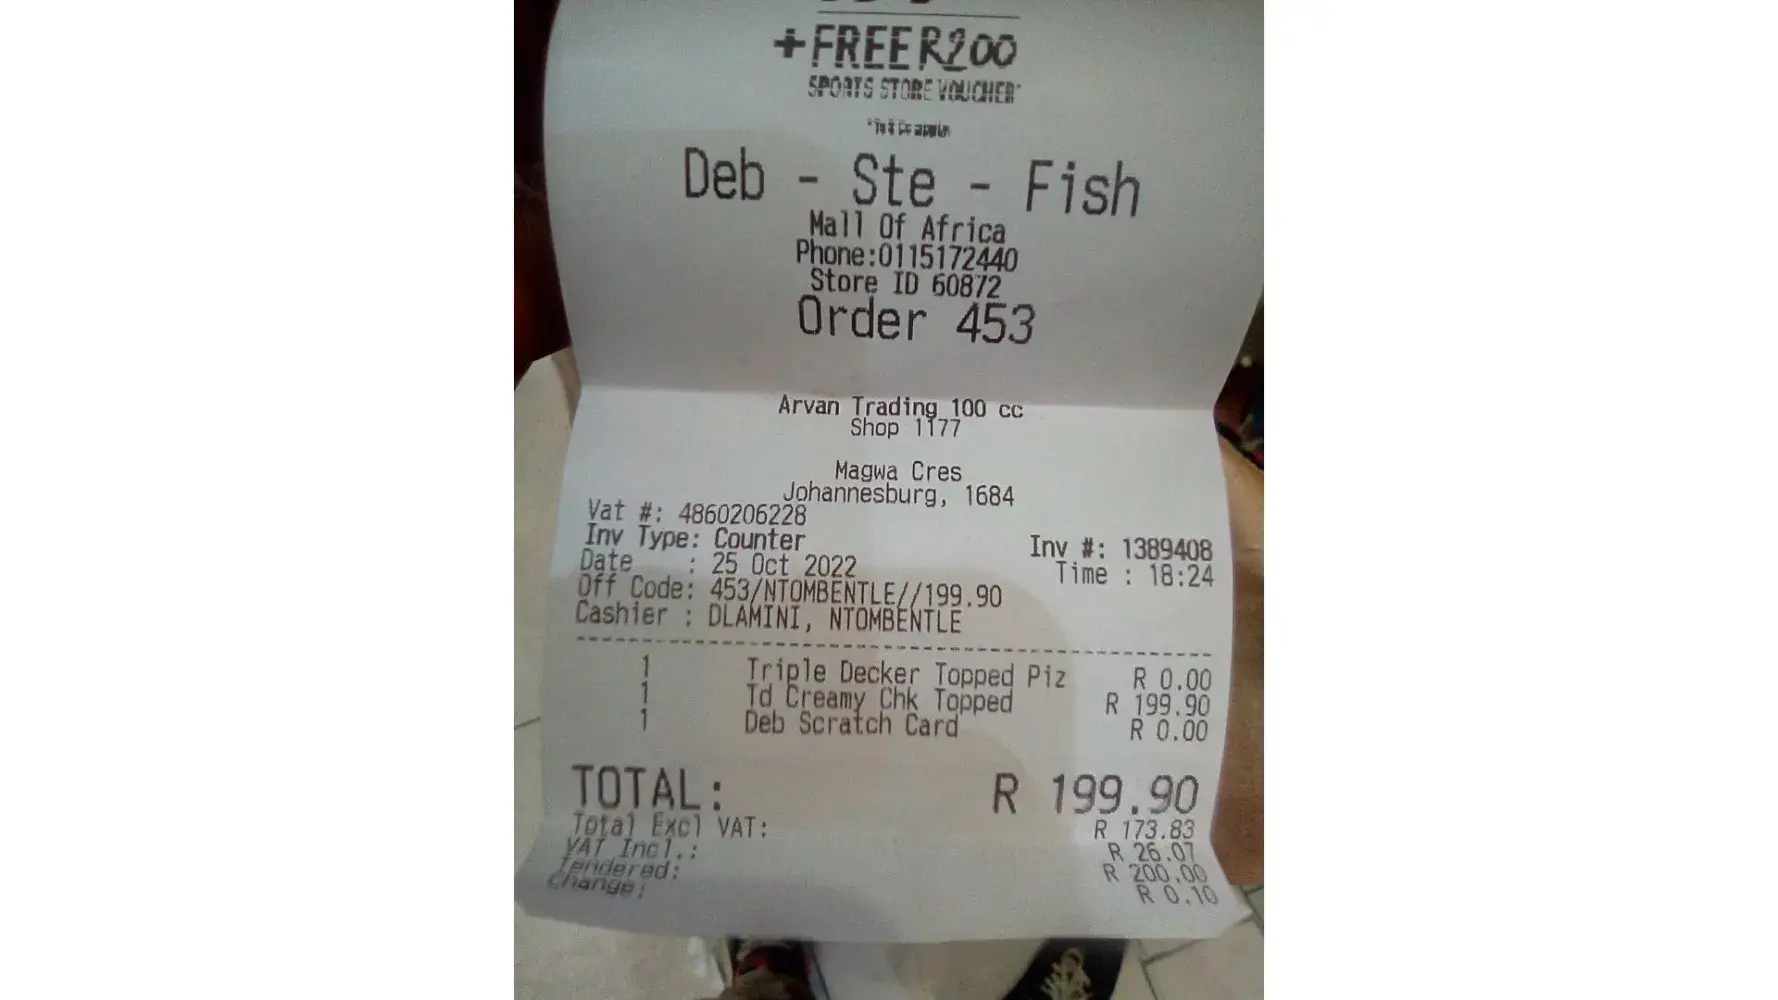 +FREE R200
SPORTS STORE VOUCHER*
Deb - Ste - Fish
Mall Of Africa
Phone:0115172440
Store ID 60872
Order 453
Arvan Trading 100 cc
Shop 1177
Magwa Cres
Johannesburg, 1684
Vat #: 4860206228
Inv Type: Counter Inv #: 1389408
Date : 25 Oct 2022 Time : 18:24
Off Code: 453/NTOMBENTLE//199.90
Cashier : DLAMINI, NTOMBENTLE
1 Triple Decker Topped Piz R 0.00
1 Td Creamy Chk Topped R 199.90
1 Deb Scratch Card R 0.00
TOTAL: R 199.90
Total Excl VAT: R 173.83
VAT Incl.: R 26.07
Tendered: R 200.00
Change: R 0.10